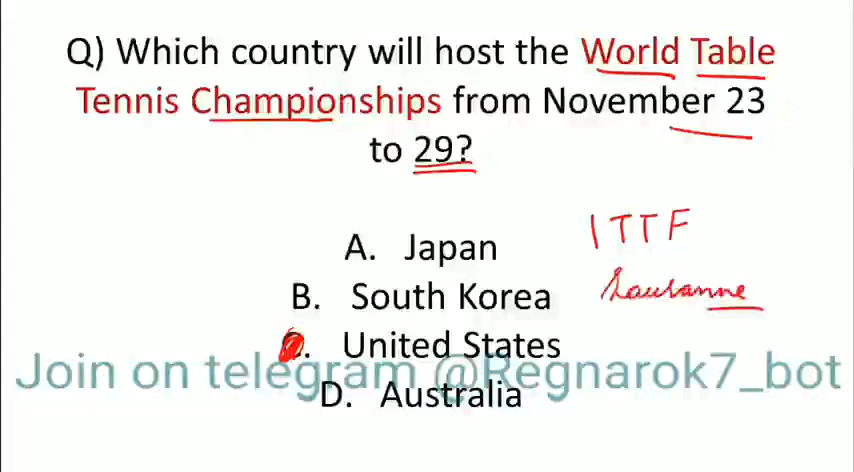 Q) Which country will host the World Table
Tennis Championships from November 23
to 29?
A. Japan
ITTF
B. South Korea
Lausanne
C. United States
Join on telegram @Regnarok7_bot
D. Australia